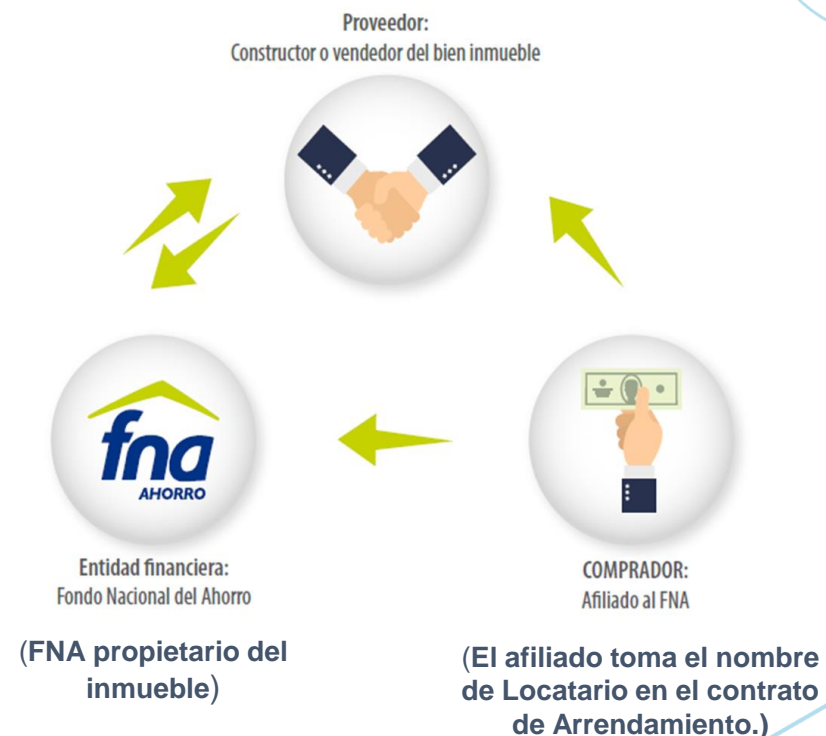 Proveedor:
Constructor o vendedor del bien inmueble
fna
AHORRO
Entidad financiera:
Fondo Nacional del Ahorro
(FNA propietario del
inmueble)
COMPRADOR:
Afiliado al FNA
(El afiliado toma el nombre
de Locatario en el contrato
de Arrendamiento.)